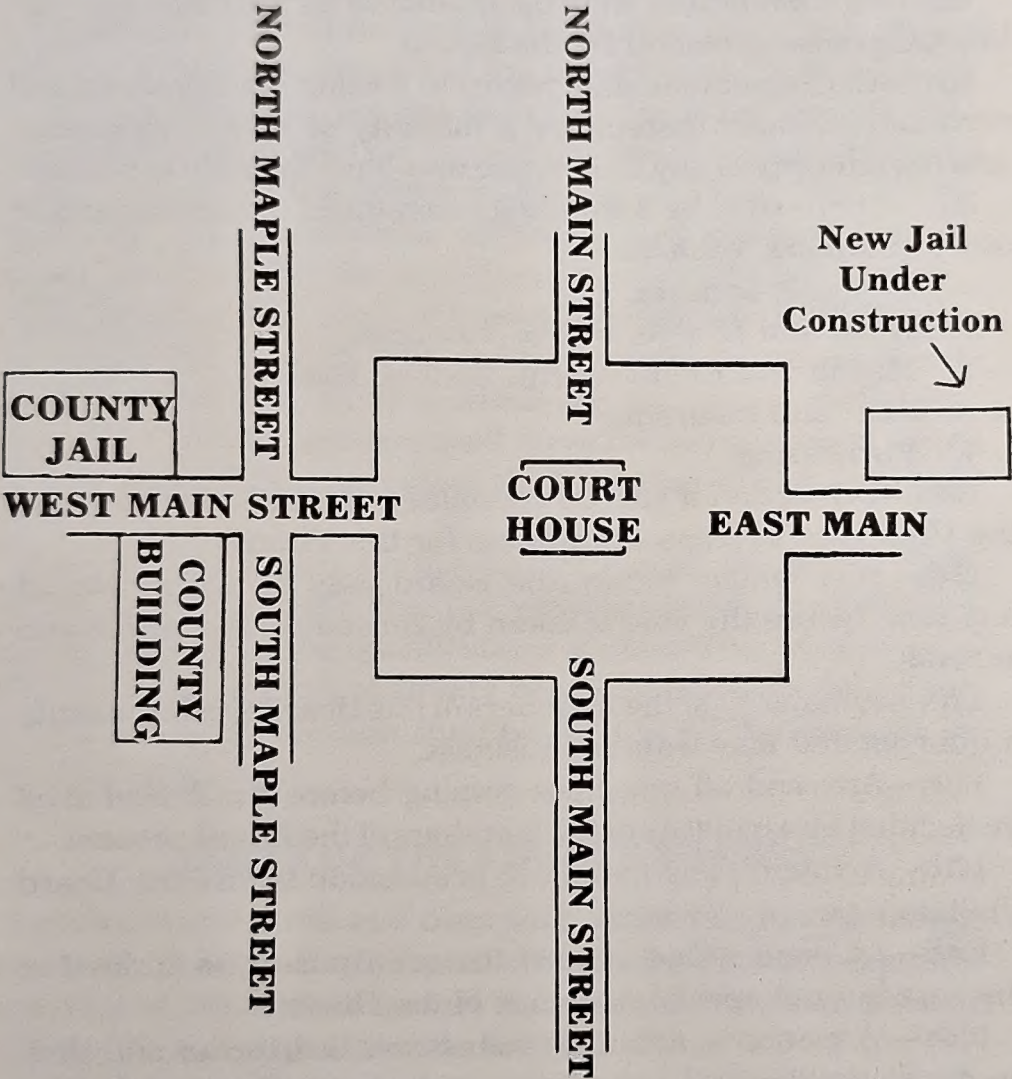 NORTH MAPLE STREET
NORTH MAIN STREET
New Jail
Under
Construction
COUNTY
JAIL
WEST MAIN STREET
COURT
HOUSE
EAST MAIN
COUNTY
BUILDING
SOUTH MAPLE STREET
SOUTH MAIN STREET